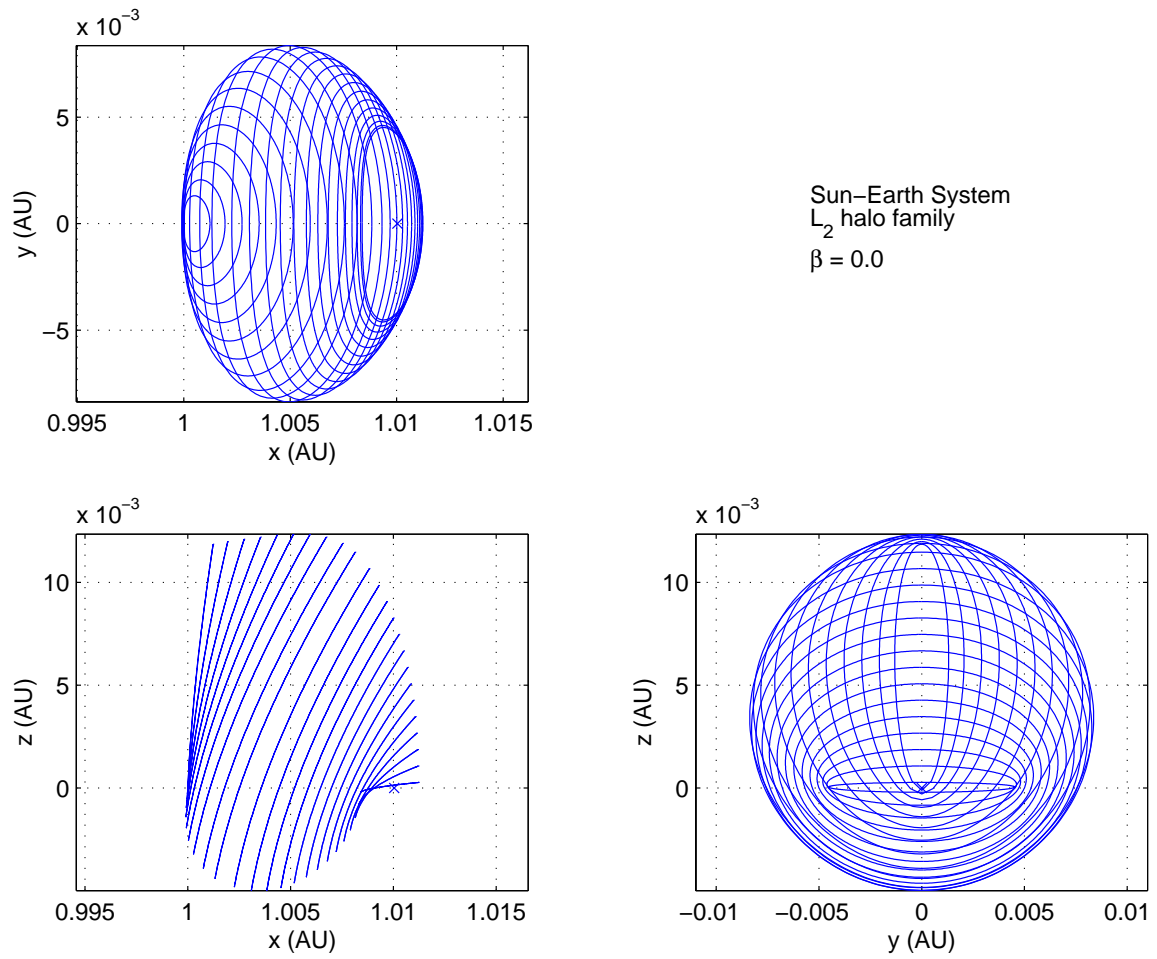 x 10⁻³
5
0
−5
y (AU)
0.995 1 1.005 1.01 1.015
x (AU)
Sun−Earth System
L₂ halo family
β = 0.0
x 10⁻³
10
5
0
z (AU)
0.995 1 1.005 1.01 1.015
x (AU)
x 10⁻³
10
5
0
z (AU)
−0.01 −0.005 0 0.005 0.01
y (AU)